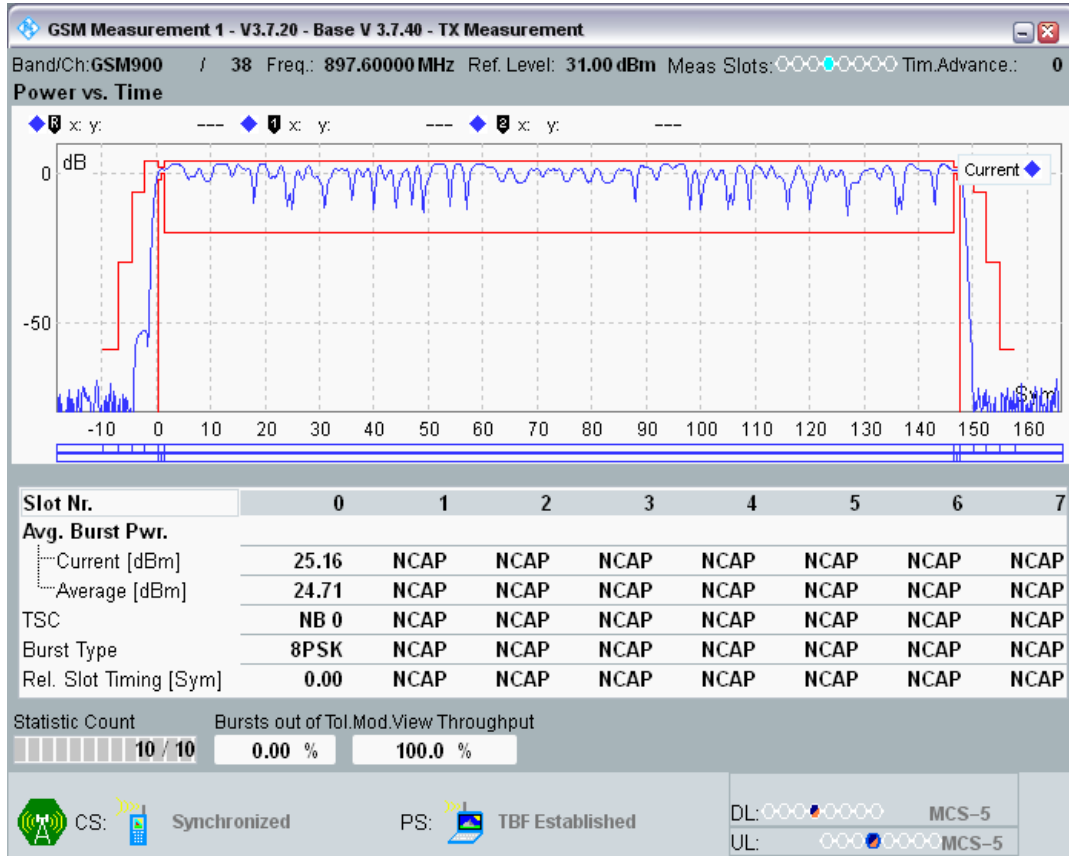 GSM Measurement 1 - V3.7.20 - Base V 3.7.40 - TX Measurement
Band/Ch:GSM900 / 38 Freq.: 897.60000 MHz Ref. Level: 31.00 dBm Meas Slots: Tim.Advance.: 0
Power vs. Time
R x: y: --- 1 x: y: --- 2 x: y: ---
dB
Current
0
-50
Sym
-10 0 10 20 30 40 50 60 70 80 90 100 110 120 130 140 150 160
Slot Nr. 0 1 2 3 4 5 6 7
Avg. Burst Pwr.
Current [dBm] 25.16 NCAP NCAP NCAP NCAP NCAP NCAP NCAP
Average [dBm] 24.71 NCAP NCAP NCAP NCAP NCAP NCAP NCAP
TSC NB 0 NCAP NCAP NCAP NCAP NCAP NCAP NCAP
Burst Type 8PSK NCAP NCAP NCAP NCAP NCAP NCAP NCAP
Rel. Slot Timing [Sym] 0.00 NCAP NCAP NCAP NCAP NCAP NCAP NCAP
Statistic Count Bursts out of Tol.Mod.View Throughput
10 / 10 0.00 % 100.0 %
CS: Synchronized PS: TBF Established DL: MCS-5
UL: MCS-5